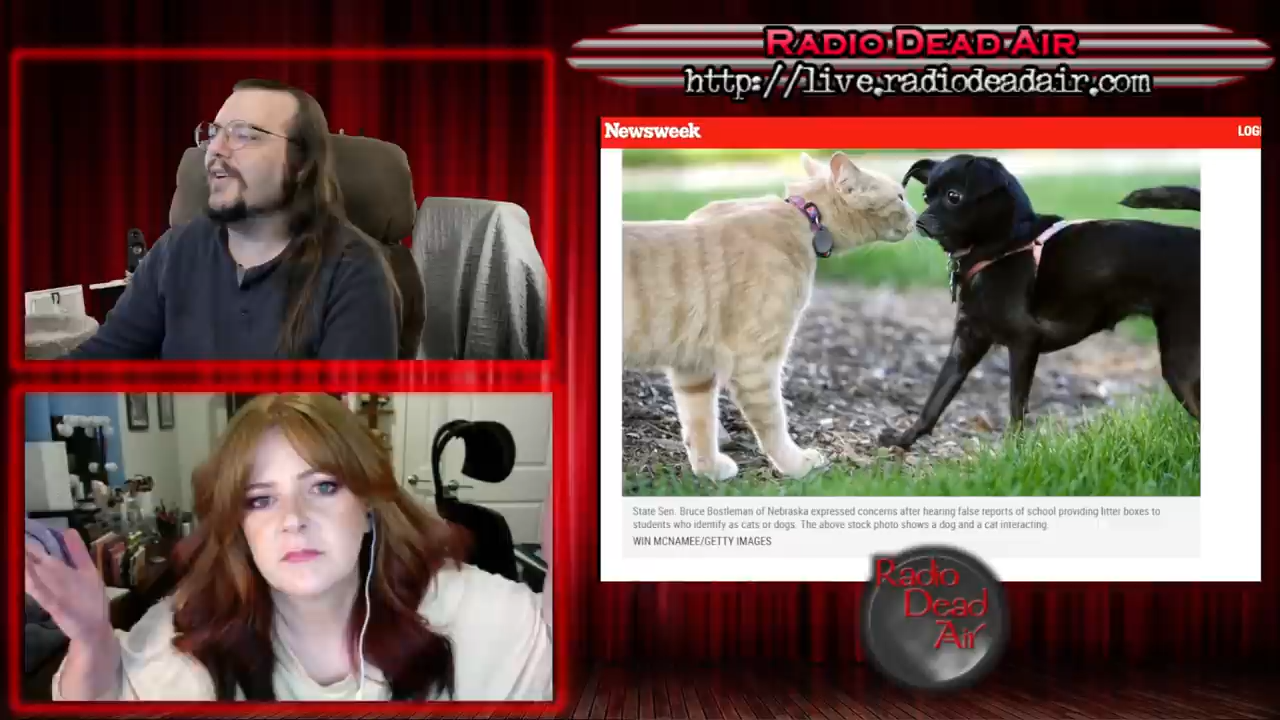 Radio Dead Air
http://live.radiodeadair.com
Newsweek
LOGI
State Sen. Bruce Bostleman of Nebraska expressed concerns after hearing false reports of school providing litter boxes to
students who identify as cats or dogs. The above stock photo shows a dog and a cat interacting.
WIN MCNAMEE/GETTY IMAGES
Radio
Dead
Air